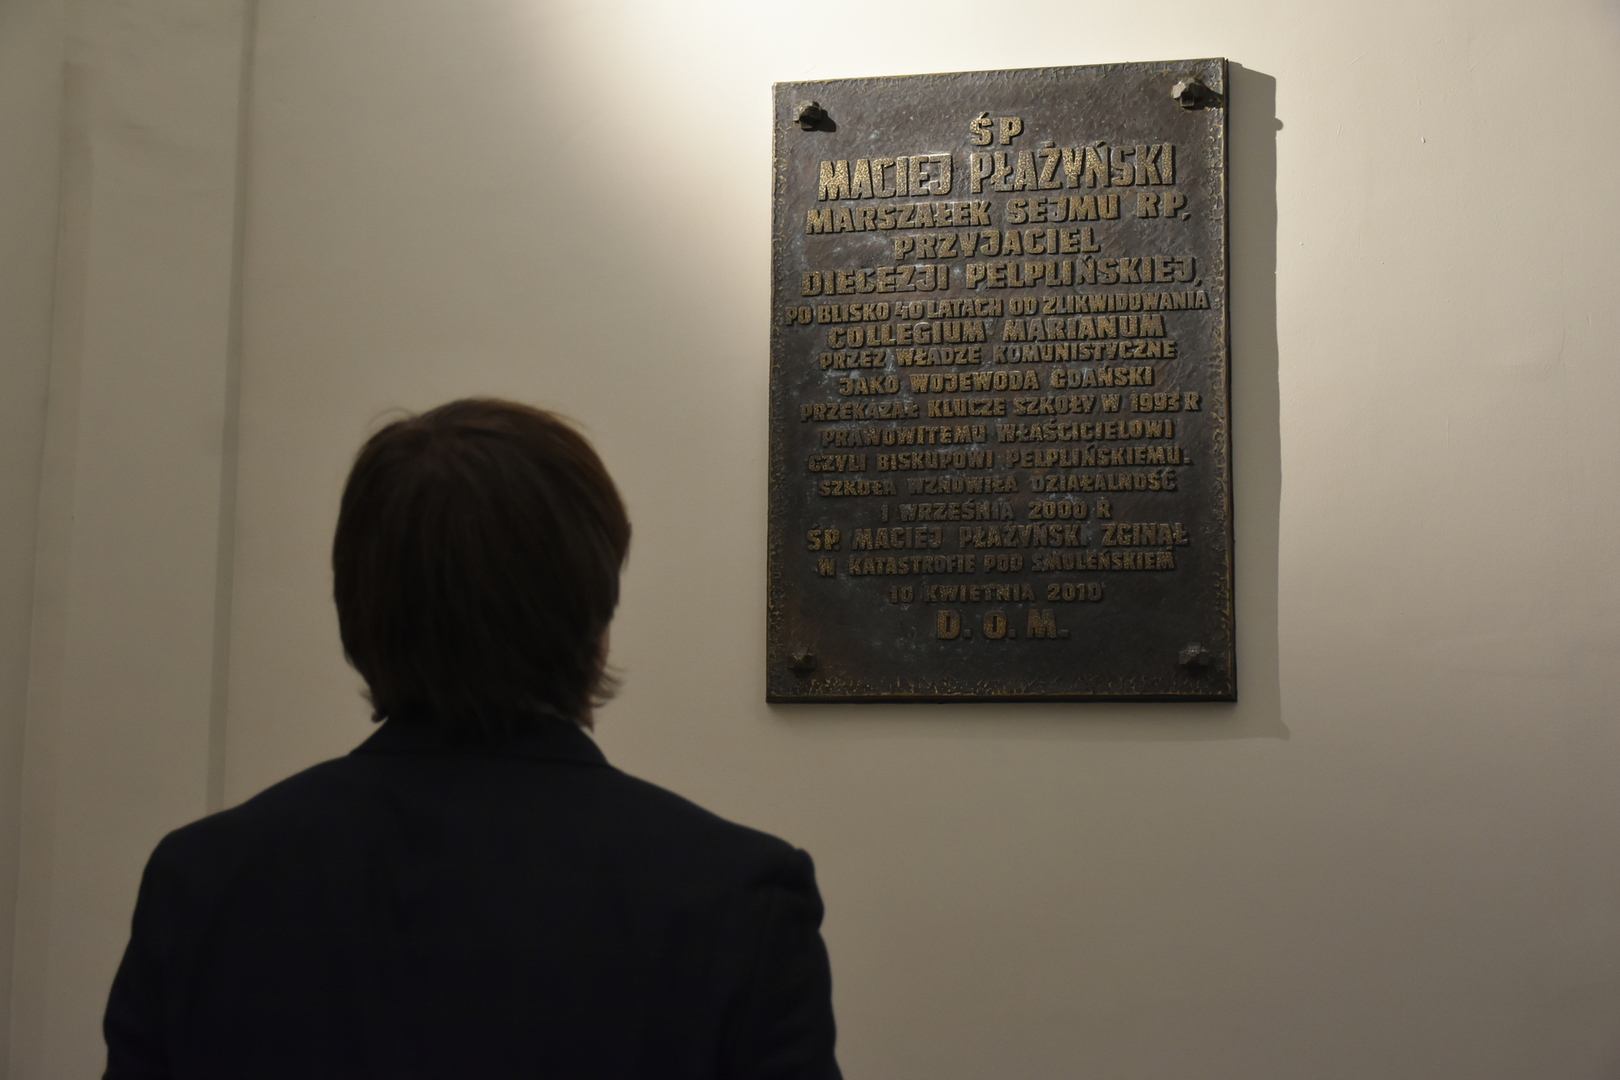 ŚP
MACIEJ PŁAŻYŃSKI
MARSZAŁEK SEJMU RP,
PRZYJACIEL
DIECEZJI PELPLIŃSKIEJ,
PO BLISKO 40 LATACH OD ZLIKWIDOWANIA
COLLEGIUM MARIANUM
PRZEZ WŁADZE KOMUNISTYCZNE
JAKO WOJEWODA GDAŃSKI
PRZEKAZAŁ KLUCZE SZKOŁY W 1993 R
PRAWOWITEMU WŁAŚCICIELOWI
CZYLI BISKUPOWI PELPLIŃSKIEMU.
SZKOŁA WZNOWIŁA DZIAŁALNOŚĆ
1 WRZEŚNIA 2000 R
ŚP. MACIEJ PŁAŻYŃSKI ZGINĄŁ
W KATASTROFIE POD SMOLEŃSKIEM
10 KWIETNIA 2010
D. O. M.